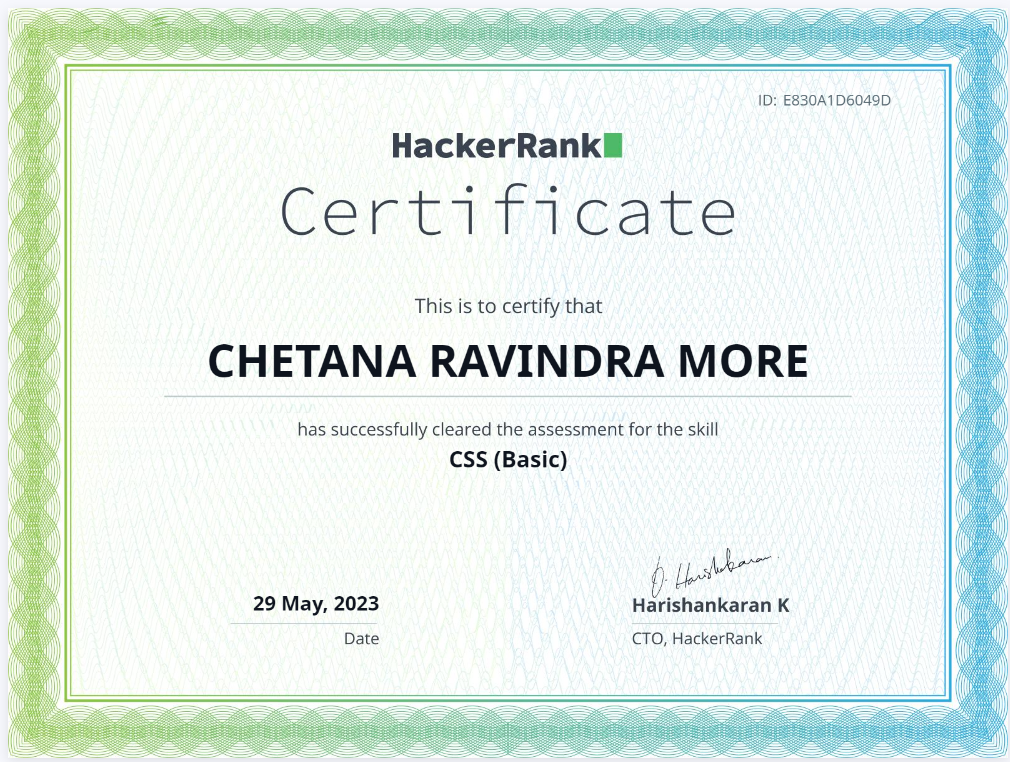 ID: E830A1D6049D
HackerRank
Certificate
This is to certify that
CHETANA RAVINDRA MORE
has successfully cleared the assessment for the skill
CSS (Basic)
29 May, 2023
Date
Harishankaran
Harishankaran K
CTO, HackerRank